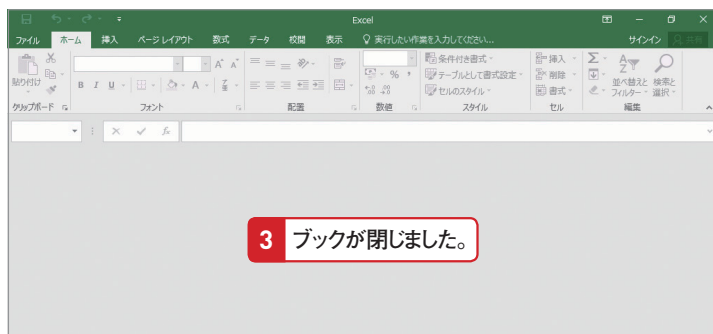 Excel
ファイル ホーム 挿入 ページ レイアウト 数式 データ 校閲 表示 実行したい作業を入力してください... サインイン 共有
貼り付け B I U A A A % 条件付き書式 テーブルとして書式設定 セルのスタイル 挿入 削除 書式 Σ 並べ替えと フィルター 検索と 選択
クリップボード フォント 配置 数値 スタイル セル 編集
fx
3 ブックが閉じました。